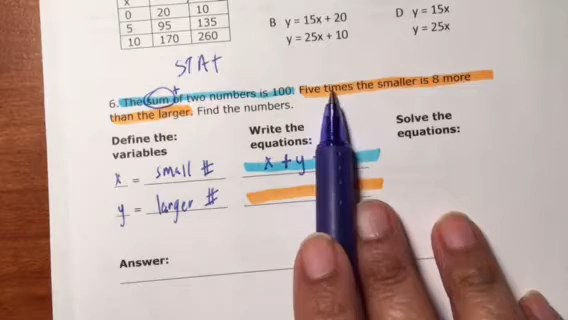 x
0 20 10
5 95 135
10 170 260
B y = 15x + 20
y = 25x + 10
D y = 15x
y = 25x
STAT
+
6. The sum of two numbers is 100. Five times the smaller is 8 more
than the larger. Find the numbers.
Define the:
variables
Write the
equations:
Solve the
equations:
x = small #
x + y
y = larger #
Answer: